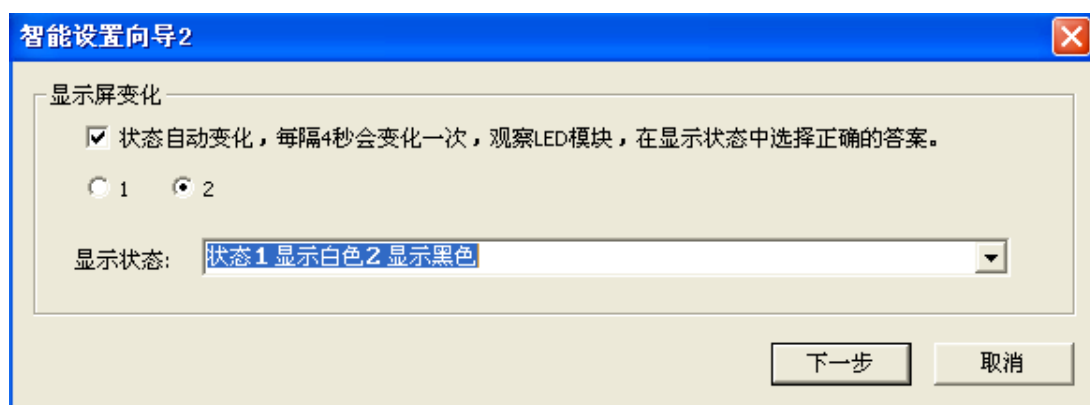 智能设置向导2
显示屏变化
状态自动变化，每隔4秒会变化一次，观察LED模块，在显示状态中选择正确的答案。
1 2
显示状态: 状态1 显示白色2 显示黑色
下一步 取消